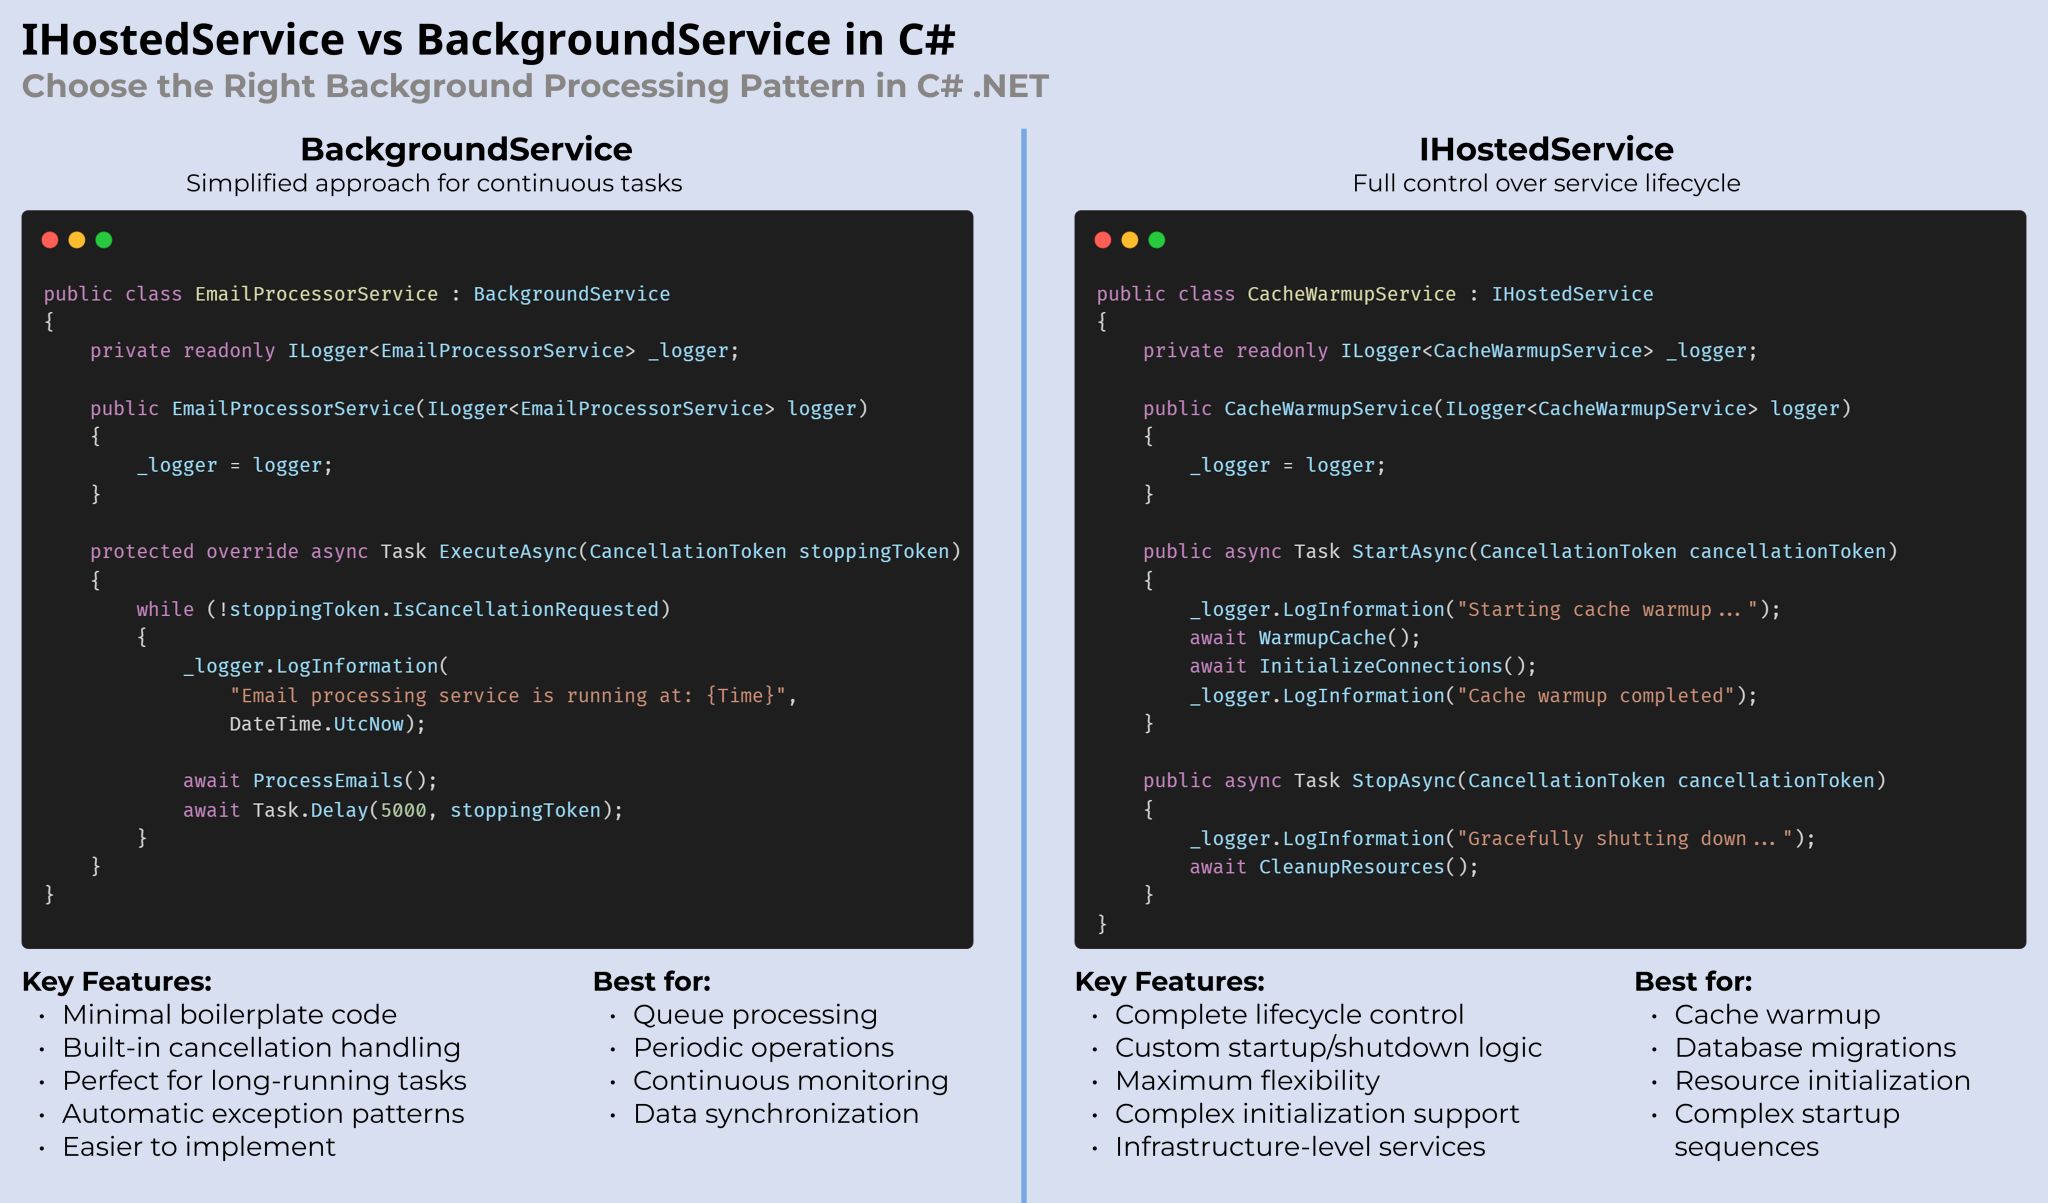 IHostedService vs BackgroundService in C#
Choose the Right Background Processing Pattern in C# .NET
BackgroundService
Simplified approach for continuous tasks
public class EmailProcessorService : BackgroundService
{
    private readonly ILogger<EmailProcessorService> _logger;

    public EmailProcessorService(ILogger<EmailProcessorService> logger)
    {
        _logger = logger;
    }

    protected override async Task ExecuteAsync(CancellationToken stoppingToken)
    {
        while (!stoppingToken.IsCancellationRequested)
        {
            _logger.LogInformation(
                "Email processing service is running at: {Time}",
                DateTime.UtcNow);

            await ProcessEmails();
            await Task.Delay(5000, stoppingToken);
        }
    }
}
Key Features:
• Minimal boilerplate code
• Built-in cancellation handling
• Perfect for long-running tasks
• Automatic exception patterns
• Easier to implement
Best for:
• Queue processing
• Periodic operations
• Continuous monitoring
• Data synchronization
IHostedService
Full control over service lifecycle
public class CacheWarmupService : IHostedService
{
    private readonly ILogger<CacheWarmupService> _logger;

    public CacheWarmupService(ILogger<CacheWarmupService> logger)
    {
        _logger = logger;
    }

    public async Task StartAsync(CancellationToken cancellationToken)
    {
        _logger.LogInformation("Starting cache warmup...");
        await WarmupCache();
        await InitializeConnections();
        _logger.LogInformation("Cache warmup completed");
    }

    public async Task StopAsync(CancellationToken cancellationToken)
    {
        _logger.LogInformation("Gracefully shutting down...");
        await CleanupResources();
    }
}
Key Features:
• Complete lifecycle control
• Custom startup/shutdown logic
• Maximum flexibility
• Complex initialization support
• Infrastructure-level services
Best for:
• Cache warmup
• Database migrations
• Resource initialization
• Complex startup
sequences